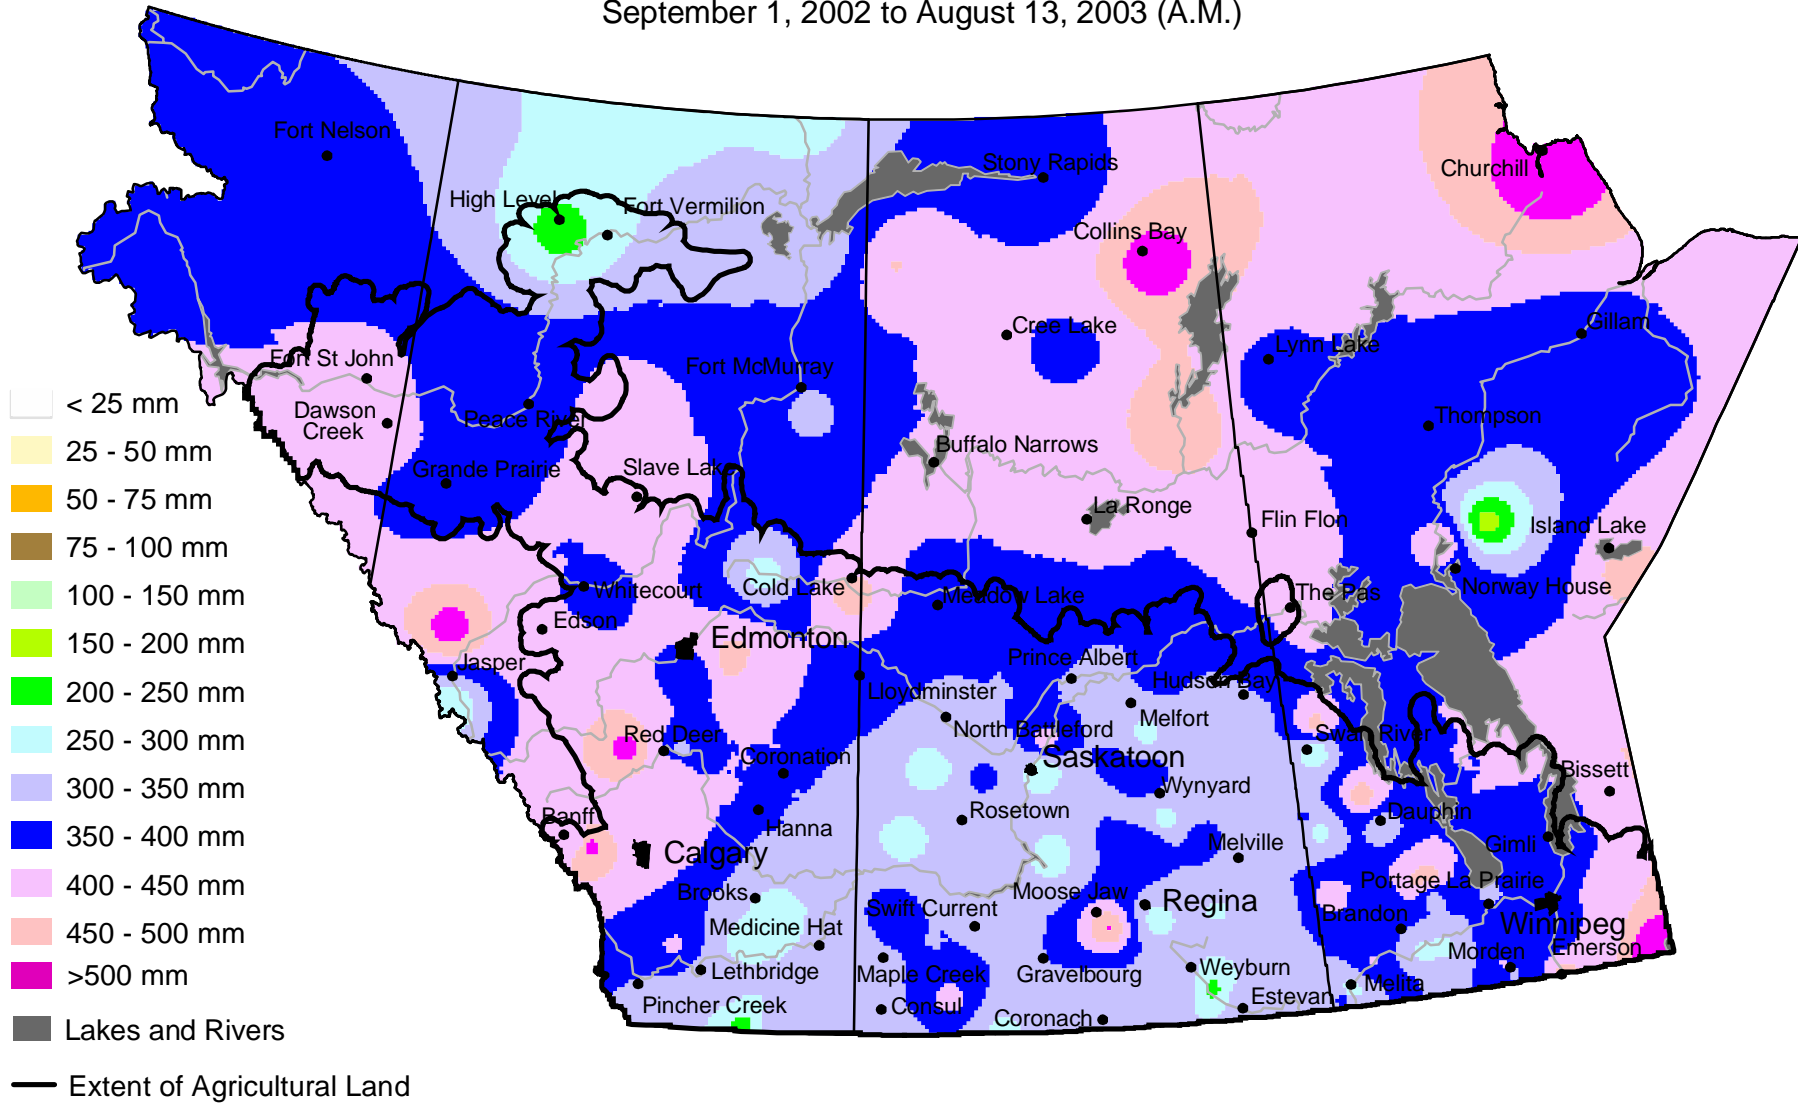 September 1, 2002 to August 13, 2003 (A.M.)
Fort Nelson
Stony Rapids
Churchill
High Level
Fort Vermilion
Collins Bay
Gillam
Cree Lake
Lynn Lake
Fort St John
Fort McMurray
Dawson
Creek
Peace River
Thompson
Buffalo Narrows
Grande Prairie
Slave Lake
La Ronge
Flin Flon
Island Lake
Whitecourt
Cold Lake
Meadow Lake
The Pas
Norway House
Edson
Edmonton
Jasper
Prince Albert
Hudson Bay
Lloydminster
North Battleford
Melfort
Red Deer
Coronation
Saskatoon
Swan River
Bissett
Wynyard
Banff
Hanna
Rosetown
Dauphin
Calgary
Melville
Gimli
Brooks
Moose Jaw
Regina
Portage La Prairie
Swift Current
Brandon
Winnipeg
Medicine Hat
Morden
Emerson
Lethbridge
Maple Creek
Gravelbourg
Weyburn
Pincher Creek
Consul
Coronach
Estevan
Melita
< 25 mm
25 - 50 mm
50 - 75 mm
75 - 100 mm
100 - 150 mm
150 - 200 mm
200 - 250 mm
250 - 300 mm
300 - 350 mm
350 - 400 mm
400 - 450 mm
450 - 500 mm
>500 mm
Lakes and Rivers
Extent of Agricultural Land